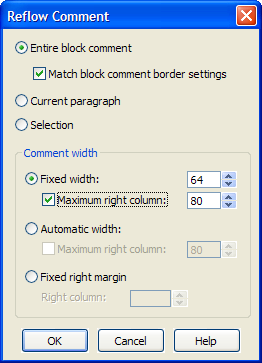 Reflow Comment
Entire block comment
Match block comment border settings
Current paragraph
Selection
Comment width
Fixed width: 64
Maximum right column: 80
Automatic width:
Maximum right column: 80
Fixed right margin
Right column:
OK Cancel Help